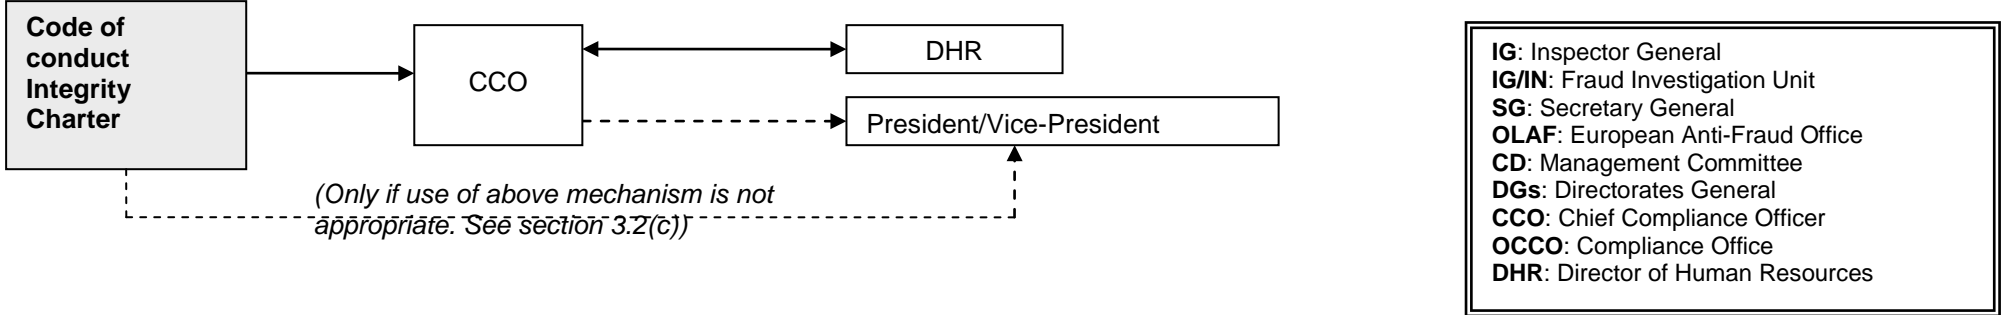 Code of
conduct
Integrity
Charter
CCO
DHR
President/Vice-President
(Only if use of above mechanism is not
appropriate. See section 3.2(c))
IG: Inspector General
IG/IN: Fraud Investigation Unit
SG: Secretary General
OLAF: European Anti-Fraud Office
CD: Management Committee
DGs: Directorates General
CCO: Chief Compliance Officer
OCCO: Compliance Office
DHR: Director of Human Resources